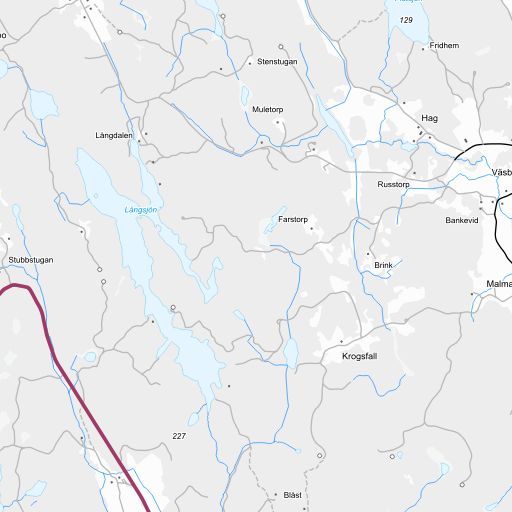 129
Fridhem
Stenstugan
Muletorp
Hag
Långdalen
Russtorp
Väsb
Långsjön
Farstorp
Bankevid
Stubbstugan
Brink
Malma
Krogsfall
227
Blåst